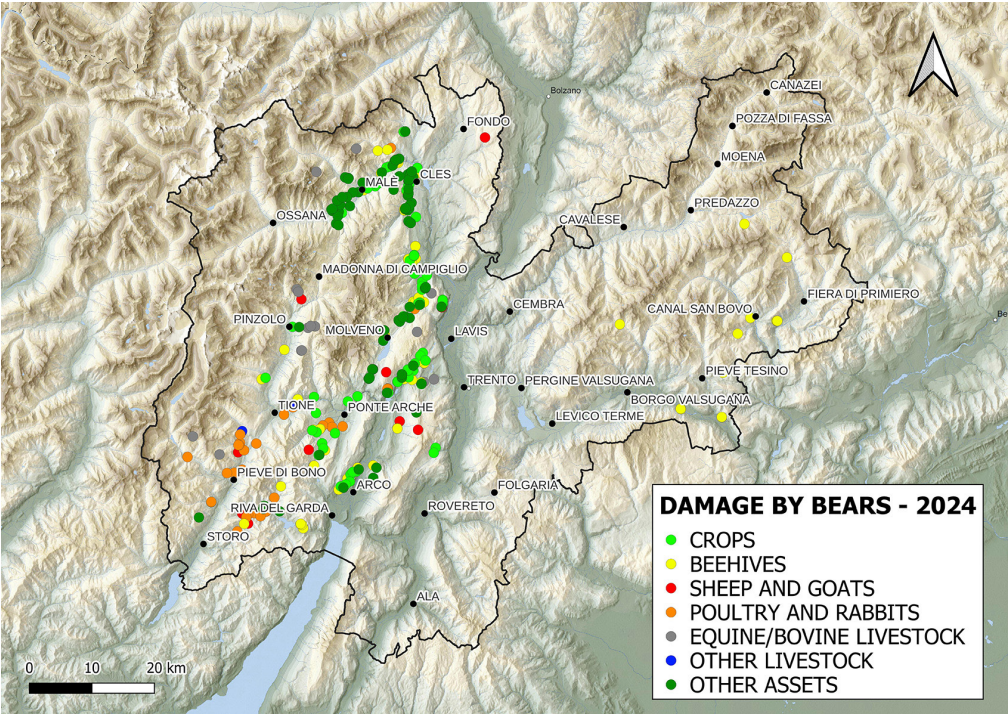 CANAZEI
Bolzano
POZZA DI FASSA
FONDO
MOENA
CLES
MALÈ
PREDAZZO
OSSANA
CAVALESE
MADONNA DI CAMPIGLIO
FIERA DI PRIMIERO
CEMBRA
CANAL SAN BOVO
Be
PINZOLO
MOLVENO
LAVIS
PIEVE TESINO
TRENTO
PERGINE VALSUGANA
BORGO VALSUGANA
TIONE
PONTE ARCHE
LEVICO TERME
PIEVE DI BONO
ARCO
FOLGARIA
RIVA DEL GARDA
ROVERETO
STORO
ALA
DAMAGE BY BEARS - 2024
CROPS
BEEHIVES
SHEEP AND GOATS
POULTRY AND RABBITS
EQUINE/BOVINE LIVESTOCK
OTHER LIVESTOCK
OTHER ASSETS
0 10 20 km